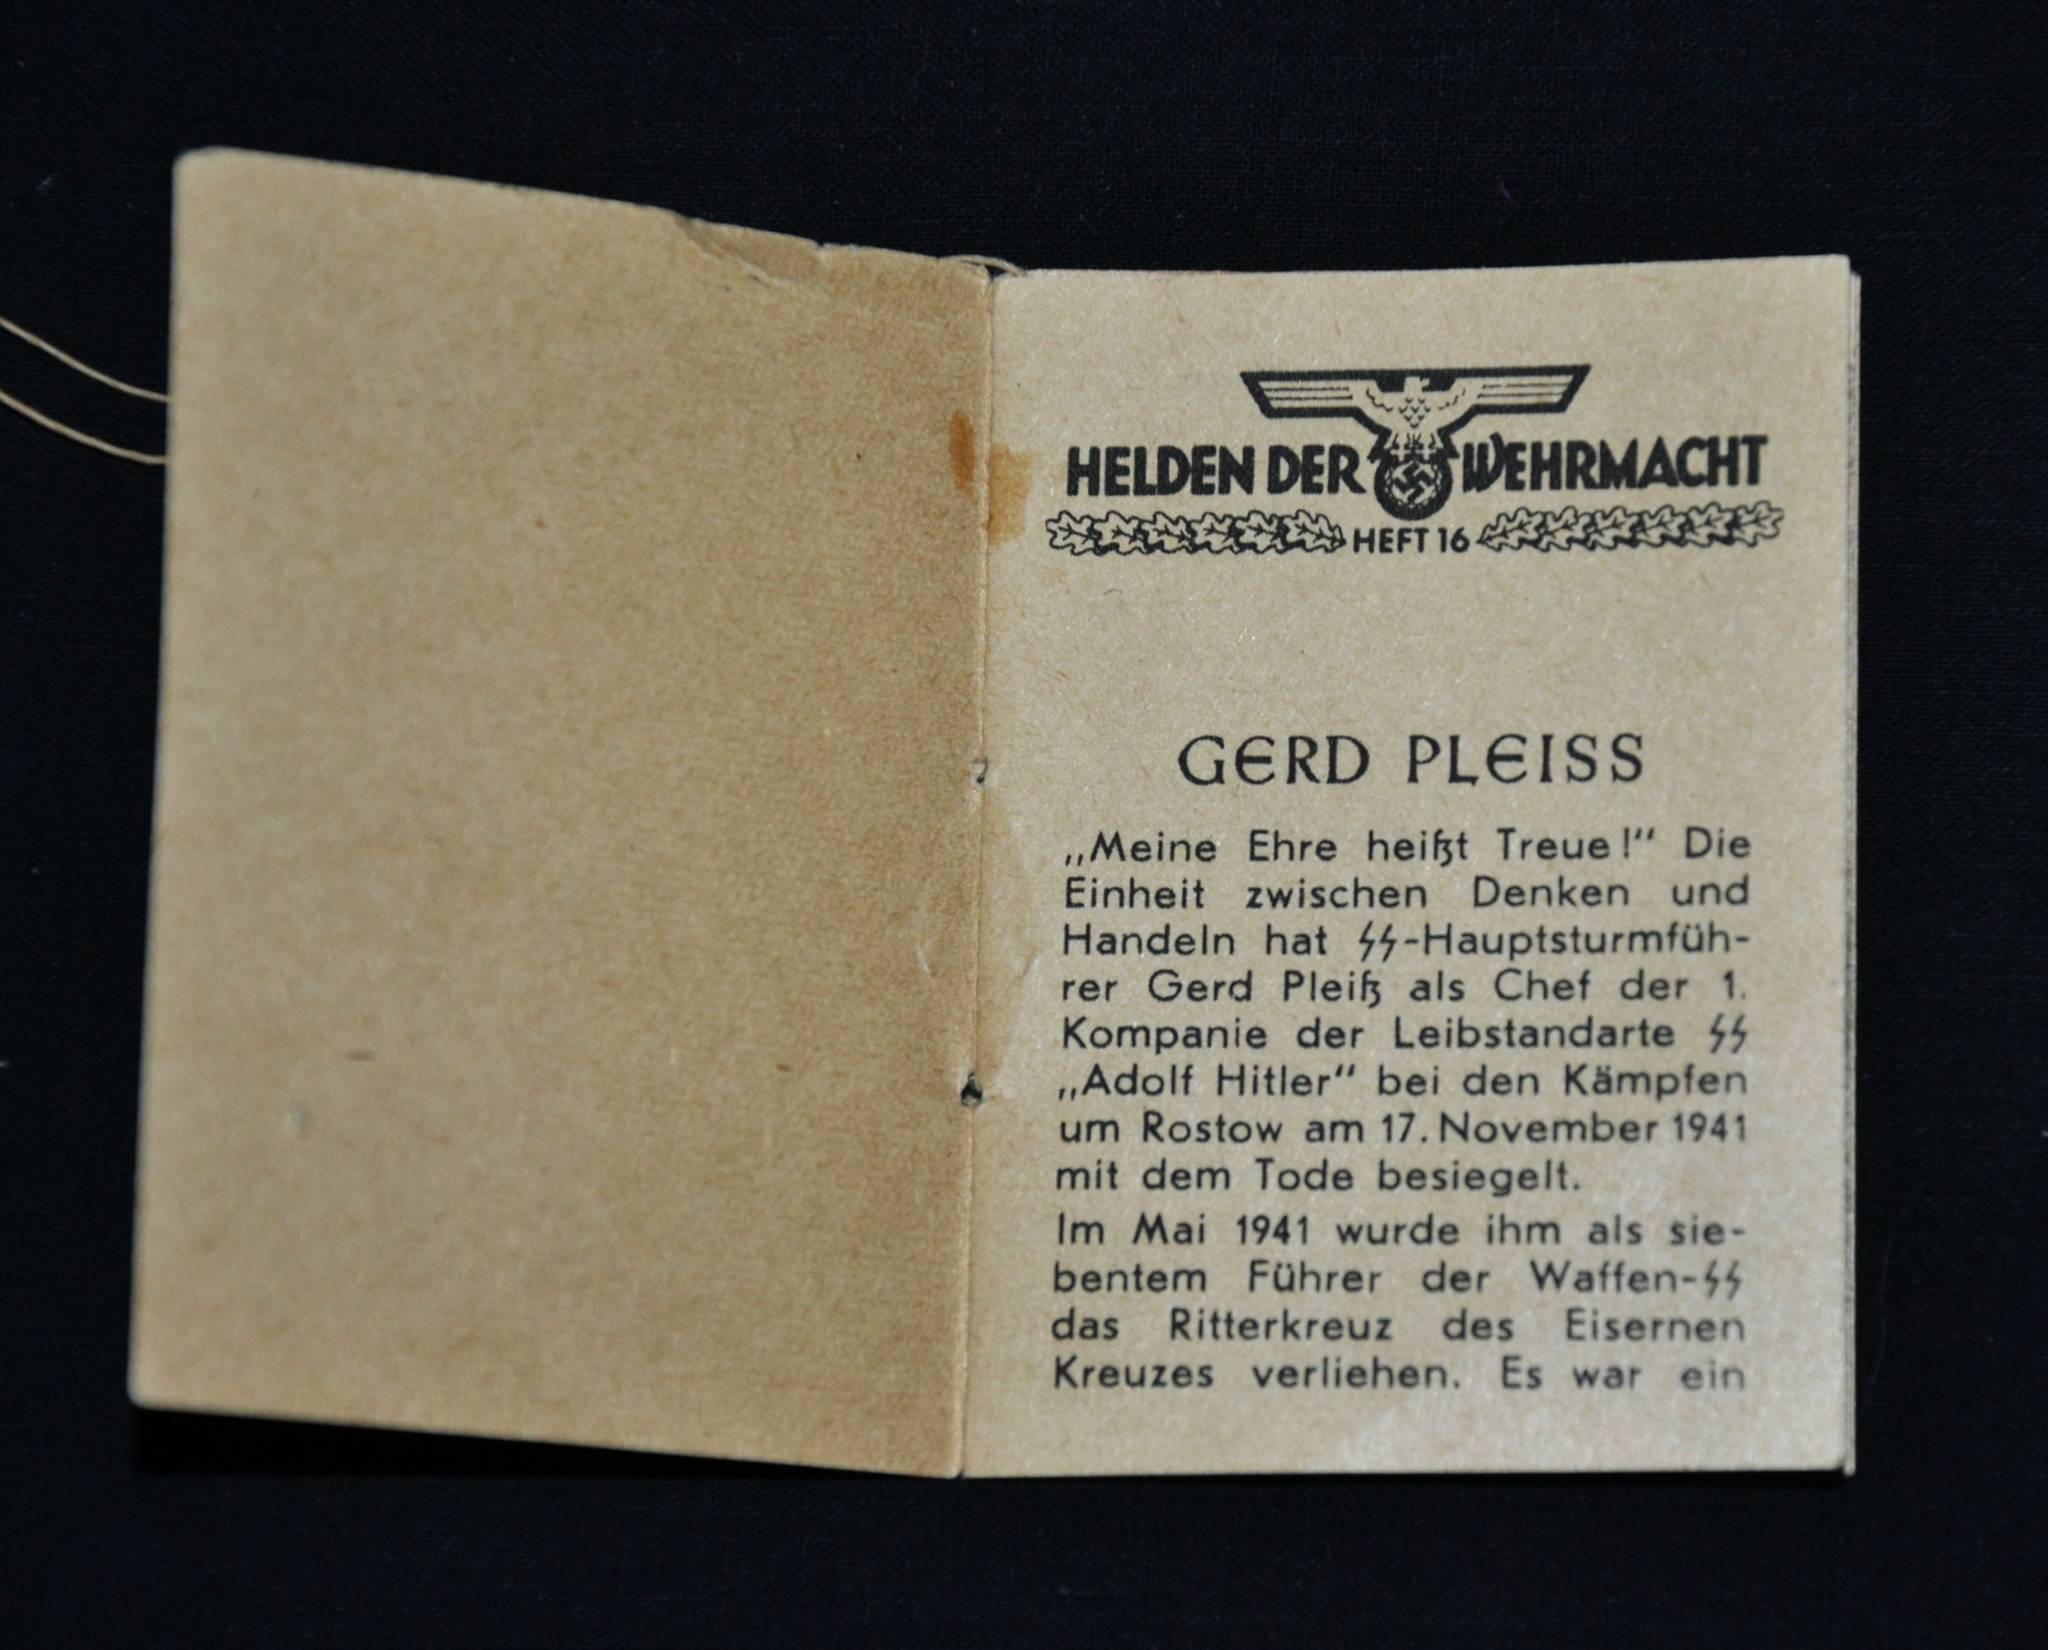 HELDEN DER WEHRMACHT
HEFT 16
GERD PLEISS
„Meine Ehre heißt Treue!“ Die
Einheit zwischen Denken und
Handeln hat ᛋᛋ-Hauptsturmfüh-
rer Gerd Pleiß als Chef der 1.
Kompanie der Leibstandarte ᛋᛋ
„Adolf Hitler“ bei den Kämpfen
um Rostow am 17. November 1941
mit dem Tode besiegelt.
Im Mai 1941 wurde ihm als sie-
bentem Führer der Waffen-ᛋᛋ
das Ritterkreuz des Eisernen
Kreuzes verliehen. Es war ein